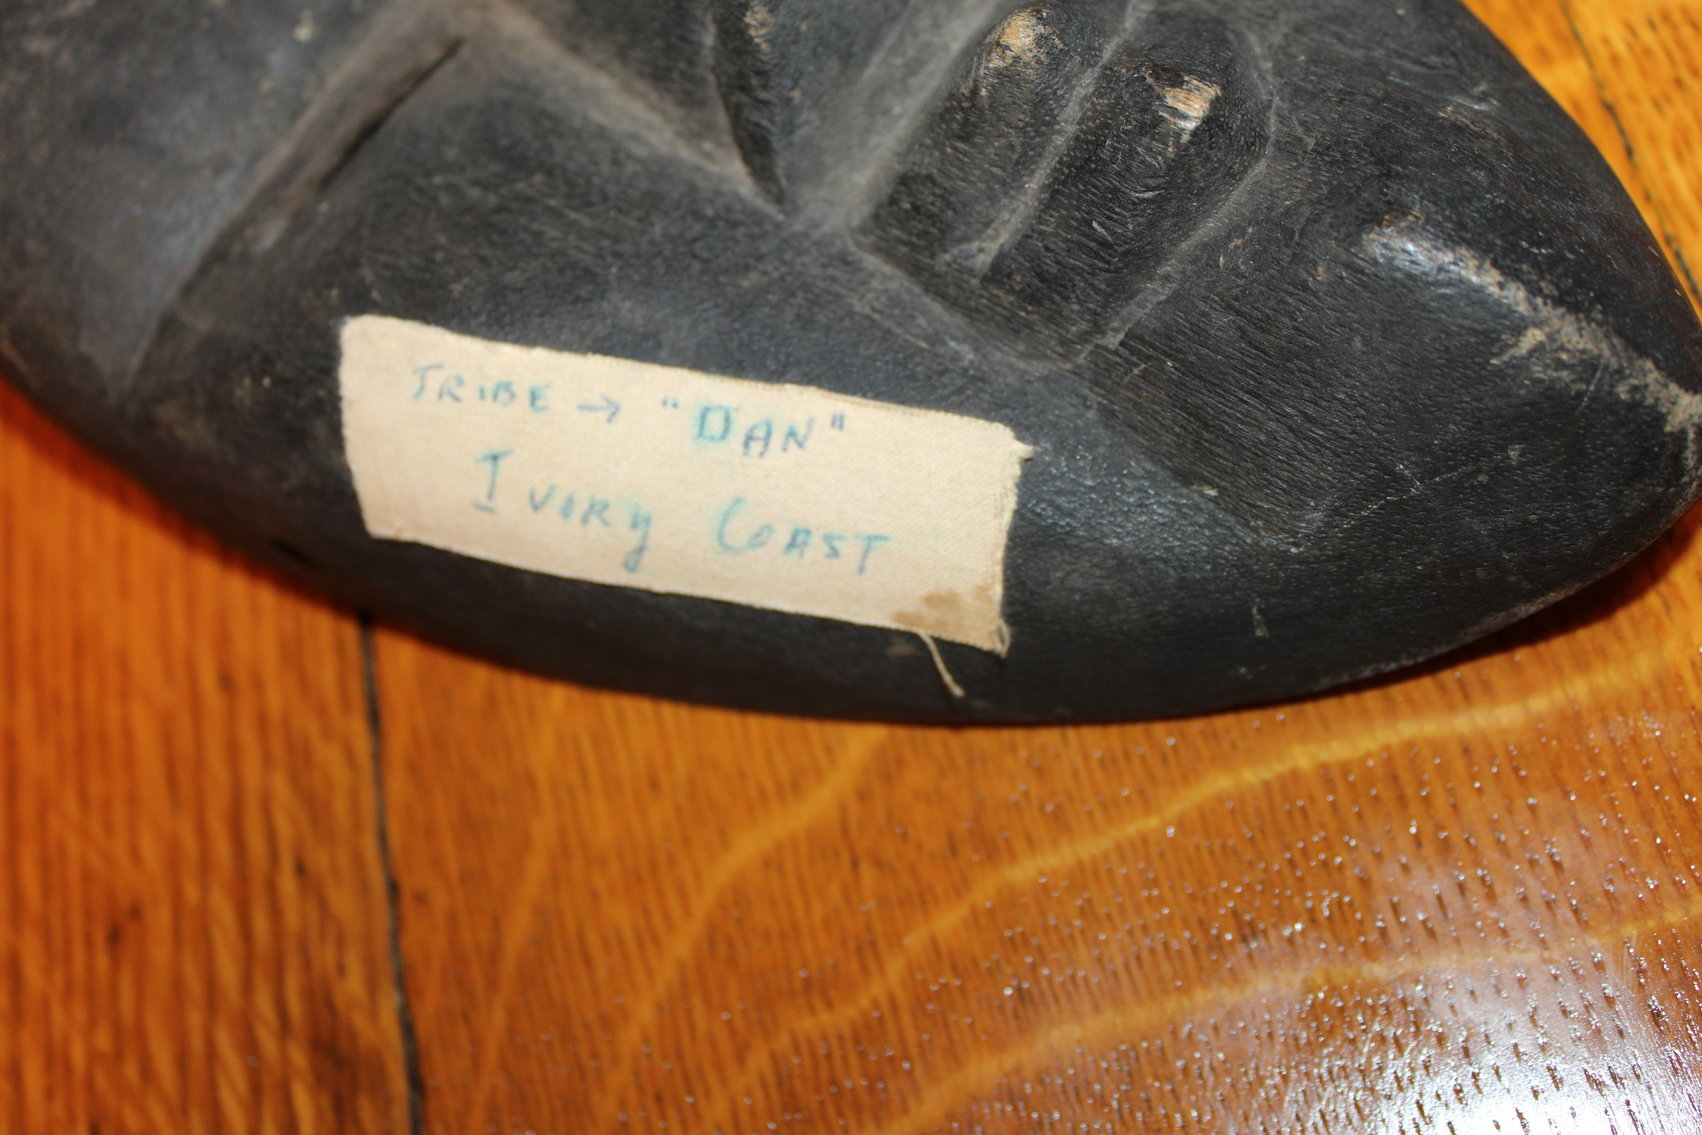 TRIBE → "DAN"
IVORY COAST